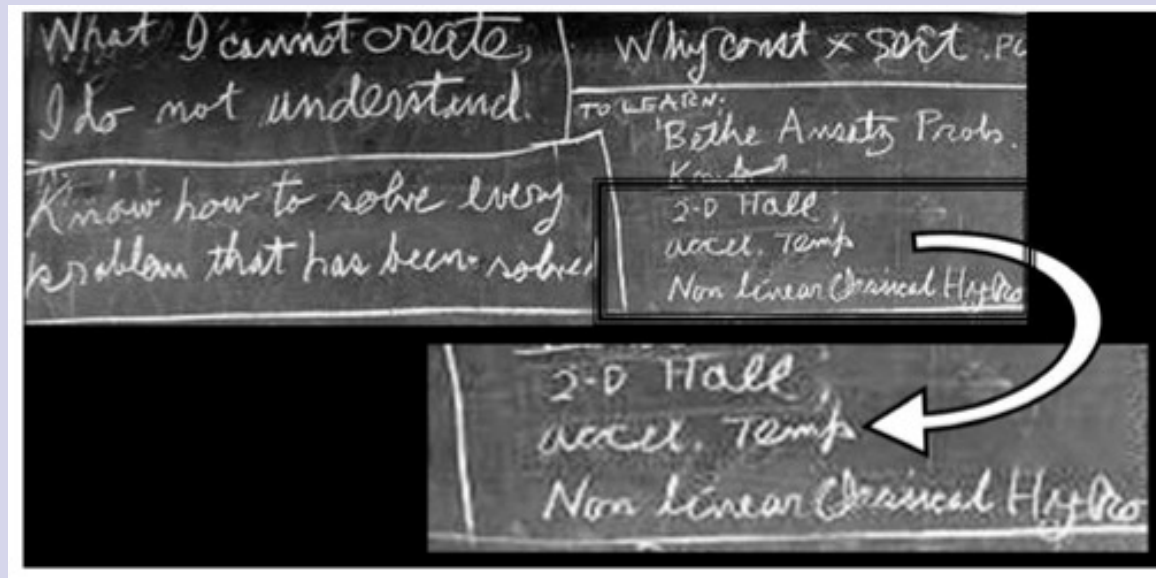 What I cannot create,
I do not understand.
Know how to solve every
problem that has been solved
Why const × sort . PO
TO LEARN:
Bethe Ansatz Probs.
Kondo
2-D Hall,
accel. Temp
Non linear Classical Hydro
2-D Hall,
accel. Temp
Non linear Classical Hydro